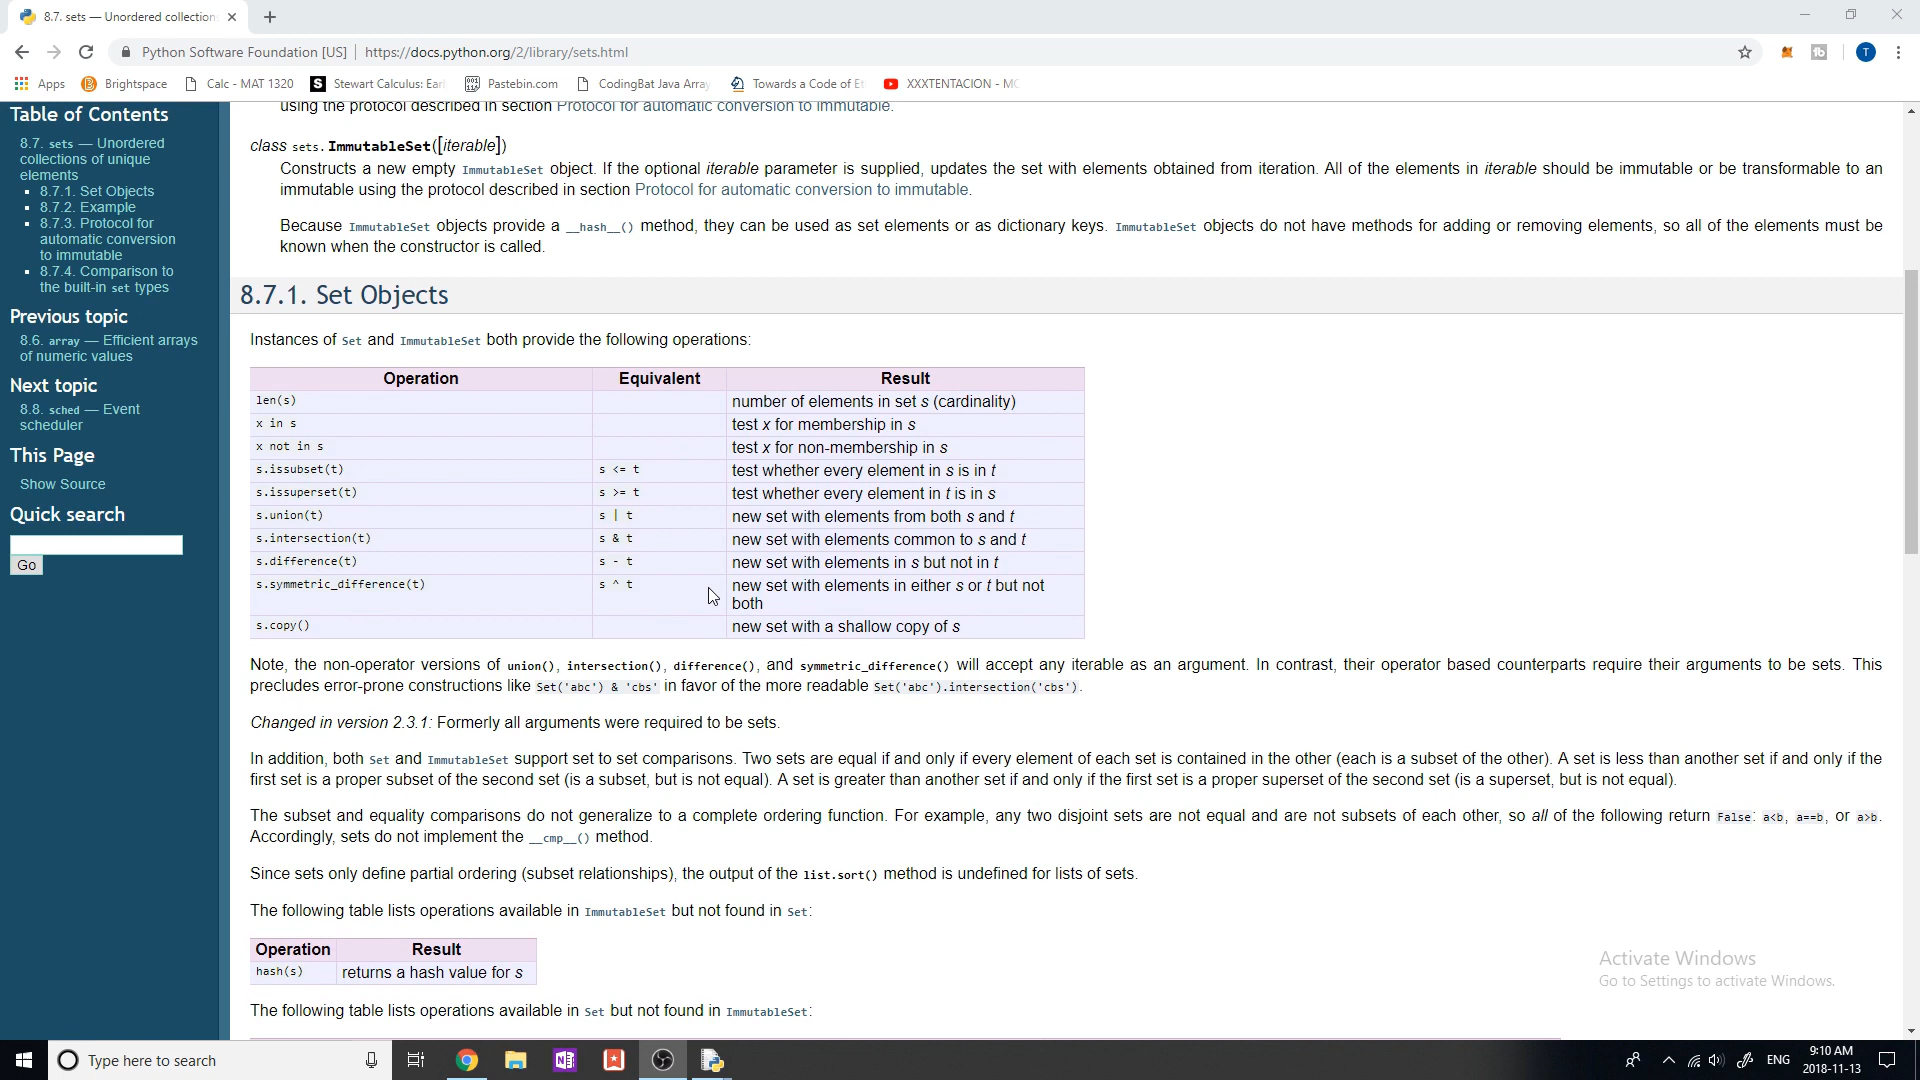 8.7. sets — Unordered collection
Python Software Foundation [US] | https://docs.python.org/2/library/sets.html
T
Apps Brightspace Calc - MAT 1320 Stewart Calculus: Earl Pastebin.com CodingBat Java Array Towards a Code of Et XXXTENTACION - MO
Table of Contents
8.7. sets — Unordered
collections of unique
elements
8.7.1. Set Objects
8.7.2. Example
8.7.3. Protocol for
automatic conversion
to immutable
8.7.4. Comparison to
the built-in set types
Previous topic
8.6. array — Efficient arrays
of numeric values
Next topic
8.8. sched — Event
scheduler
This Page
Show Source
Quick search
Go
using the protocol described in section Protocol for automatic conversion to immutable.
class sets.ImmutableSet([iterable])
Constructs a new empty ImmutableSet object. If the optional iterable parameter is supplied, updates the set with elements obtained from iteration. All of the elements in iterable should be immutable or be transformable to an
immutable using the protocol described in section Protocol for automatic conversion to immutable.
Because ImmutableSet objects provide a __hash__() method, they can be used as set elements or as dictionary keys. ImmutableSet objects do not have methods for adding or removing elements, so all of the elements must be
known when the constructor is called.
8.7.1. Set Objects
Instances of Set and ImmutableSet both provide the following operations:
Operation Equivalent Result
len(s) number of elements in set s (cardinality)
x in s test x for membership in s
x not in s test x for non-membership in s
s.issubset(t) s <= t test whether every element in s is in t
s.issuperset(t) s >= t test whether every element in t is in s
s.union(t) s | t new set with elements from both s and t
s.intersection(t) s & t new set with elements common to s and t
s.difference(t) s - t new set with elements in s but not in t
s.symmetric_difference(t) s ^ t new set with elements in either s or t but not
both
s.copy() new set with a shallow copy of s
Note, the non-operator versions of union(), intersection(), difference(), and symmetric_difference() will accept any iterable as an argument. In contrast, their operator based counterparts require their arguments to be sets. This
precludes error-prone constructions like Set('abc') & 'cbs' in favor of the more readable Set('abc').intersection('cbs').
Changed in version 2.3.1: Formerly all arguments were required to be sets.
In addition, both Set and ImmutableSet support set to set comparisons. Two sets are equal if and only if every element of each set is contained in the other (each is a subset of the other). A set is less than another set if and only if the
first set is a proper subset of the second set (is a subset, but is not equal). A set is greater than another set if and only if the first set is a proper superset of the second set (is a superset, but is not equal).
The subset and equality comparisons do not generalize to a complete ordering function. For example, any two disjoint sets are not equal and are not subsets of each other, so all of the following return False: a<b, a==b, or a>b.
Accordingly, sets do not implement the __cmp__() method.
Since sets only define partial ordering (subset relationships), the output of the list.sort() method is undefined for lists of sets.
The following table lists operations available in ImmutableSet but not found in Set:
Operation Result
hash(s) returns a hash value for s
The following table lists operations available in Set but not found in ImmutableSet:
Activate Windows
Go to Settings to activate Windows.
Type here to search
ENG
9:10 AM
2018-11-13